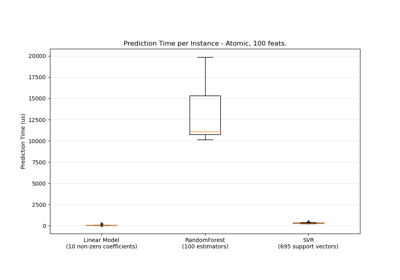 Prediction Time per Instance - Atomic, 100 feats.
20000
17500
15000
12500
10000
7500
5000
2500
0
Prediction Time (us)
Linear Model
(10 non-zero coefficients)
RandomForest
(100 estimators)
SVR
(695 support vectors)